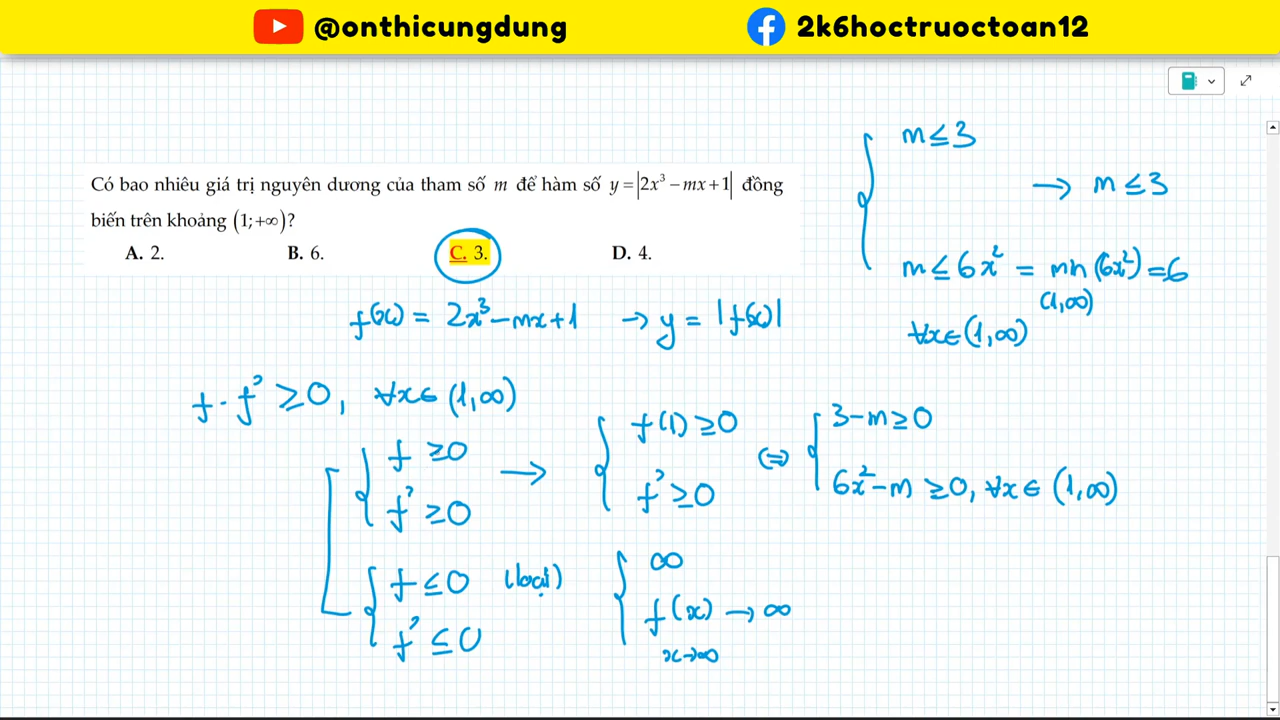 @onthicungdung
2k6hoctruoctoan12
Có bao nhiêu giá trị nguyên dương của tham số m để hàm số y = |2x³ − mx + 1| đồng
biến trên khoảng (1; +∞)?
A. 2. B. 6. C. 3. D. 4.
f(x) = 2x³ − mx + 1 → y = |f(x)|
f · f' ≥ 0, ∀x ∈ (1, ∞)
f ≥ 0
f' ≥ 0
→
f(1) ≥ 0
f' ≥ 0
⇔
3 − m ≥ 0
6x² − m ≥ 0, ∀x ∈ (1, ∞)
f ≤ 0 (loại)
f' ≤ 0
∞
f(x) → ∞
x→∞
m ≤ 3
→ m ≤ 3
m ≤ 6x² = min (6x²) = 6
(1, ∞)
∀x ∈ (1, ∞)